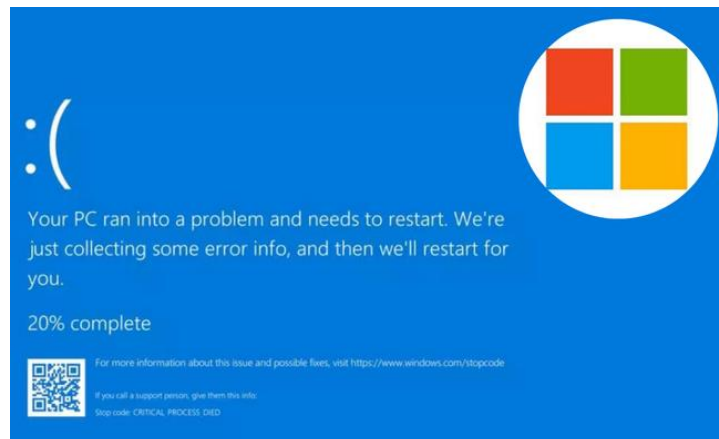 :(
Your PC ran into a problem and needs to restart. We're
just collecting some error info, and then we'll restart for
you.
20% complete
For more information about this issue and possible fixes, visit https://www.windows.com/stopcode
If you call a support person, give them this info:
Stop code: CRITICAL PROCESS DIED